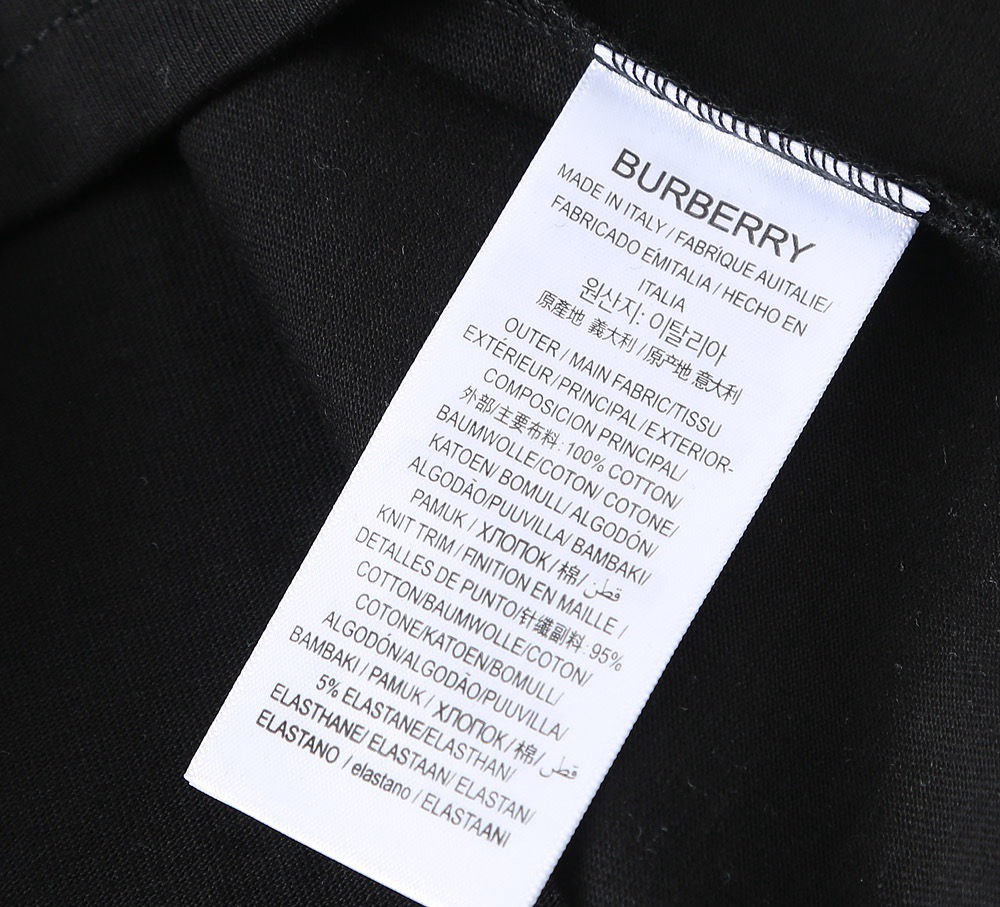 BURBERRY
MADE IN ITALY / FABRİQUE AUITALIE/
FABRICADO EMITALIA / HECHO EN
ITALIA
원산지: 이탈리아
原產地 義大利 / 原产地 意大利
OUTER / MAIN FABRIC/TISSU
EXTÉRIEUR/PRINCIPAL/EXTERIOR-
COMPOSICION PRINCIPAL/
外部/主要布料: 100% COTTON/
BAUMWOLLE/COTON/ COTONE/
KATOEN/ BOMULL/ ALGODÓN/
ALGODÃO/PUUVILLA/ BAMBAKI/
PAMUK / ХЛОПОК / 棉/ قطن
KNIT TRIM / FINITION EN MAILLE /
DETALLES DE PUNTO/针纖副料: 95%
COTTON/BAUMWOLLE/COTON/
COTONE/KATOEN/BOMULL/
ALGODÓN/ALGODÃO/PUUVILLA/
BAMBAKI / PAMUK / ХЛОПОК / 棉/ قطن
5% ELASTANE/ELASTHAN/
ELASTHANE/ ELASTAAN/ ELASTAN/
ELASTANO / elastano / ELASTAANI